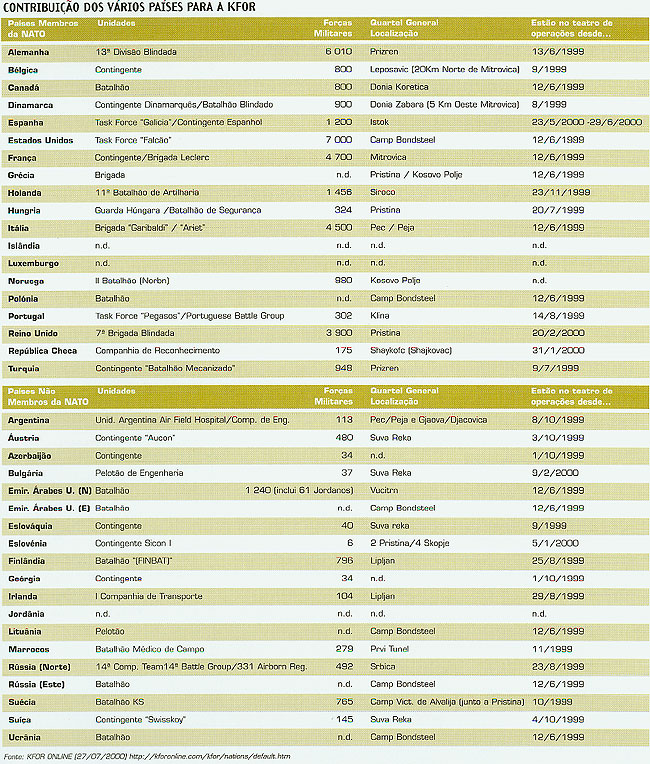 CONTRIBUIÇÃO DOS VÁRIOS PAÍSES PARA A KFOR
Países Membros da NATO Unidades Forças Militares Quartel General Localização Estão no teatro de operações desde...
Alemanha 13ª Divisão Blindada 6 010 Prizren 13/6/1999
Bélgica Contingente 800 Leposavic (20Km Norte de Mitrovica) 9/1999
Canadá Batalhão 800 Donia Koretica 12/6/1999
Dinamarca Contingente Dinamarquês/Batalhão Blindado 900 Donia Zabara (5 Km Oeste Mitrovica) 8/1999
Espanha Task Force "Galicia"/Contingente Espanhol 1 200 Istok 23/5/2000 -29/6/2000
Estados Unidos Task Force "Falcão" 7 000 Camp Bondsteel 12/6/1999
França Contingente/Brigada Leclerc 4 700 Mitrovica 12/6/1999
Grécia Brigada n.d. Pristina / Kosovo Polje 12/6/1999
Holanda 11º Batalhão de Artilharia 1 456 Siroco 23/11/1999
Hungria Guarda Húngara /Batalhão de Segurança 324 Pristina 20/7/1999
Itália Brigada "Garibaldi" / "Ariet" 4 500 Pec / Peja 12/6/1999
Islândia n.d. n.d. n.d. n.d.
Luxemburgo n.d. n.d. n.d. n.d.
Noruega II Batalhão (Norbn) 980 Kosovo Polje n.d.
Polónia Batalhão n.d. Camp Bondsteel 12/6/1999
Portugal Task Force "Pegasos"/Portuguese Battle Group 302 Klina 14/8/1999
Reino Unido 7ª Brigada Blindada 3 900 Pristina 20/2/2000
República Checa Companhia de Reconhecimento 175 Shaykofc (Shajkovac) 31/1/2000
Turquia Contingente "Batalhão Mecanizado" 948 Prizren 9/7/1999
Países Não Membros da NATO Unidades Forças Militares Quartel General Localização Estão no teatro de operações desde...
Argentina Unid. Argentina Air Field Hospital/Comp. de Eng. 113 Pec/Peja e Gjaova/Djacovica 8/10/1999
Áustria Contingente "Aucon" 480 Suva Reka 3/10/1999
Azerbaijão Contingente 34 n.d. 1/10/1999
Bulgária Pelotão de Engenharia 37 Suva Reka 9/2/2000
Emir. Árabes U. (N) Batalhão 1 240 (inclui 61 Jordanos) Vucitrn 12/6/1999
Emir. Árabes U. (E) Batalhão n.d. Camp Bondsteel 12/6/1999
Eslováquia Contingente 40 Suva reka 9/1999
Eslovénia Contingente Sicon I 6 2 Pristina/4 Skopje 5/1/2000
Finlândia Batalhão "(FINBAT) 796 Lipljan 25/8/1999
Geórgia Contingente 34 n.d. 1/10/1999
Irlanda I Companhia de Transporte 104 Lipljan 29/8/1999
Jordânia n.d. n.d. n.d. n.d.
Lituânia Pelotão n.d. Camp Bondsteel 12/6/1999
Marrocos Batalhão Médico de Campo 279 Prvi Tunel 11/1999
Rússia (Norte) 14ª Comp. Team14ª Battle Group/331 Airborn Reg. 492 Srbica 23/8/1999
Rússia (Este) Batalhão n.d. Camp Bondsteel 12/6/1999
Suécia Batalhão KS 765 Camp Vict. de Alvalija (junto a Pristina) 10/1999
Suíça Contingente "Swisskoy" 145 Suva Reka 4/10/1999
Ucrânia Batalhão n.d. Camp Bondsteel 12/6/1999
Fonte: KFOR ONLINE (27/07/2000) http://kforonline.com/kfor/nations/default.htm